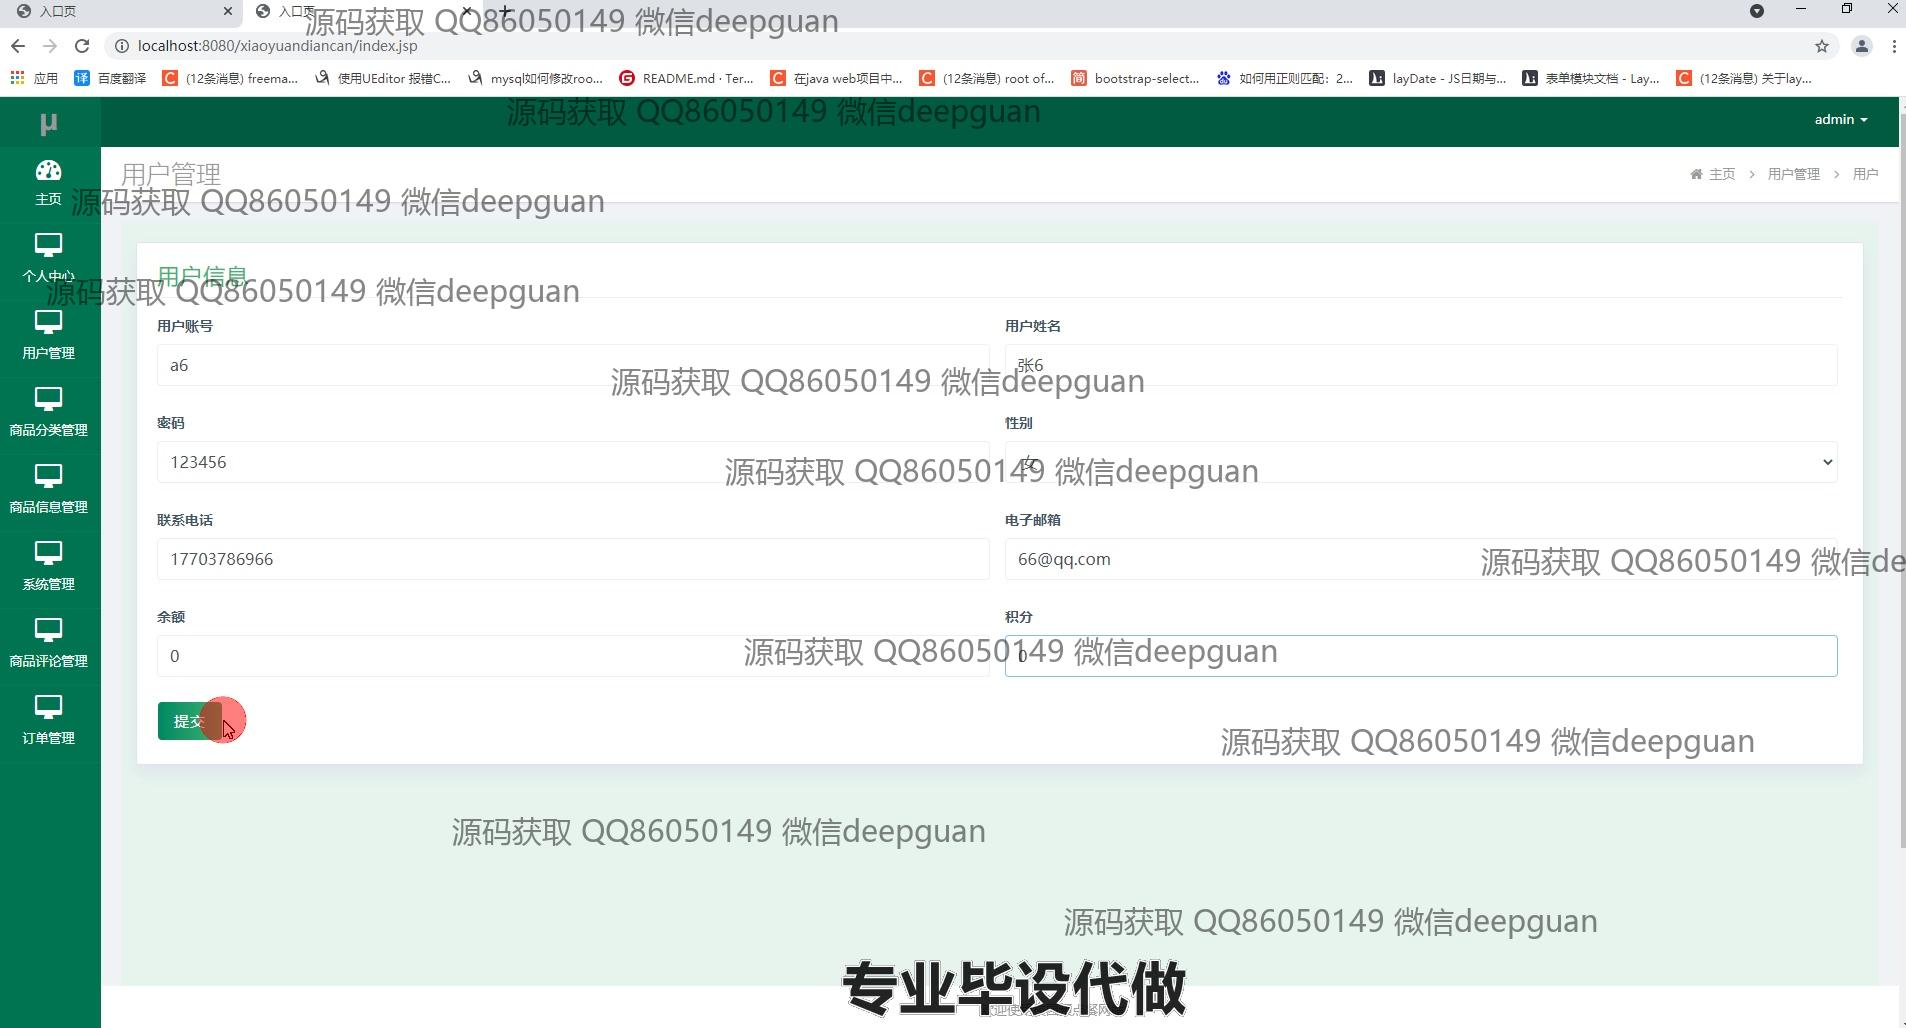 入口页
入口页
源码获取 QQ86050149 微信deepguan
localhost:8080/xiaoyuandiancan/index.jsp
应用
百度翻译
(12条消息) freema...
使用UEditor 报错C...
mysql如何修改roo...
README.md · Ter...
在java web项目中...
(12条消息) root of...
bootstrap-select...
如何用正则匹配：2...
layDate - JS日期与...
表单模块文档 - Lay...
(12条消息) 关于lay...
μ
源码获取 QQ86050149 微信deepguan
admin
用户管理
主页 > 用户管理 > 用户
主页
源码获取 QQ86050149 微信deepguan
个人中心
用户信息
源码获取 QQ86050149 微信deepguan
用户管理
商品分类管理
商品信息管理
系统管理
商品评论管理
订单管理
用户账号
用户姓名
a6
张6
源码获取 QQ86050149 微信deepguan
密码
性别
123456
女
源码获取 QQ86050149 微信deepguan
联系电话
电子邮箱
17703786966
66@qq.com
源码获取 QQ86050149 微信de
余额
积分
0
0
源码获取 QQ86050149 微信deepguan
提交
源码获取 QQ86050149 微信deepguan
源码获取 QQ86050149 微信deepguan
源码获取 QQ86050149 微信deepguan
专业毕设代做